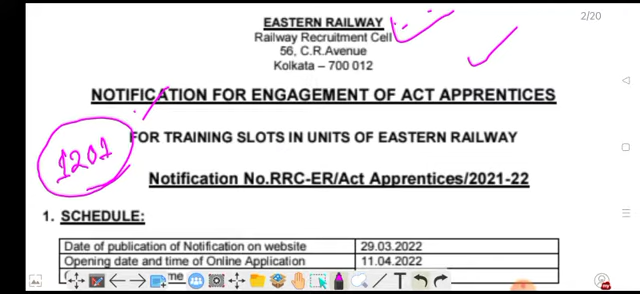 2/20
EASTERN RAILWAY
Railway Recruitment Cell
56, C.R.Avenue
Kolkata – 700 012
NOTIFICATION FOR ENGAGEMENT OF ACT APPRENTICES
FOR TRAINING SLOTS IN UNITS OF EASTERN RAILWAY
1201
Notification No.RRC-ER/Act Apprentices/2021-22
1. SCHEDULE:
Date of publication of Notification on website 29.03.2022
Opening date and time of Online Application 11.04.2022
me